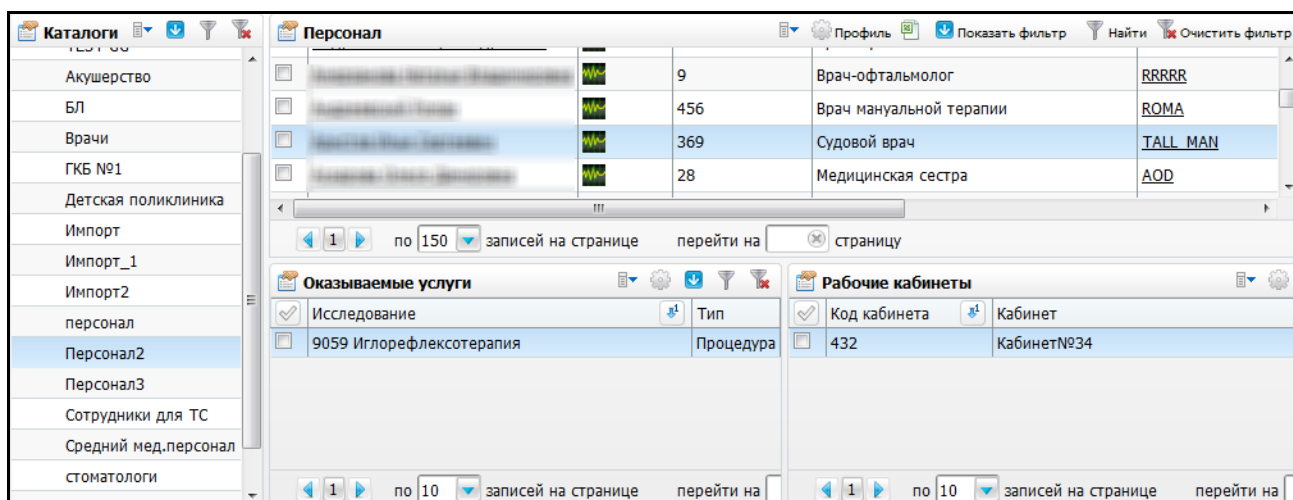 Каталоги
Акушерство
БЛ
Врачи
ГКБ №1
Детская поликлиника
Импорт
Импорт_1
Импорт2
персонал
Персонал2
Персонал3
Сотрудники для ТС
Средний мед.персонал
стоматологи
Персонал Профиль Показать фильтр Найти Очистить фильтр
9 Врач-офтальмолог RRRRR
456 Врач мануальной терапии ROMA
369 Судовой врач TALL_MAN
28 Медицинская сестра AOD
1 по 150 записей на странице перейти на страницу
Оказываемые услуги
Исследование 1 Тип
9059 Иглорефлексотерапия Процедура
1 по 10 записей на странице перейти на
Рабочие кабинеты
Код кабинета 1 Кабинет
432 Кабинет№34
1 по 10 записей на странице перейти на